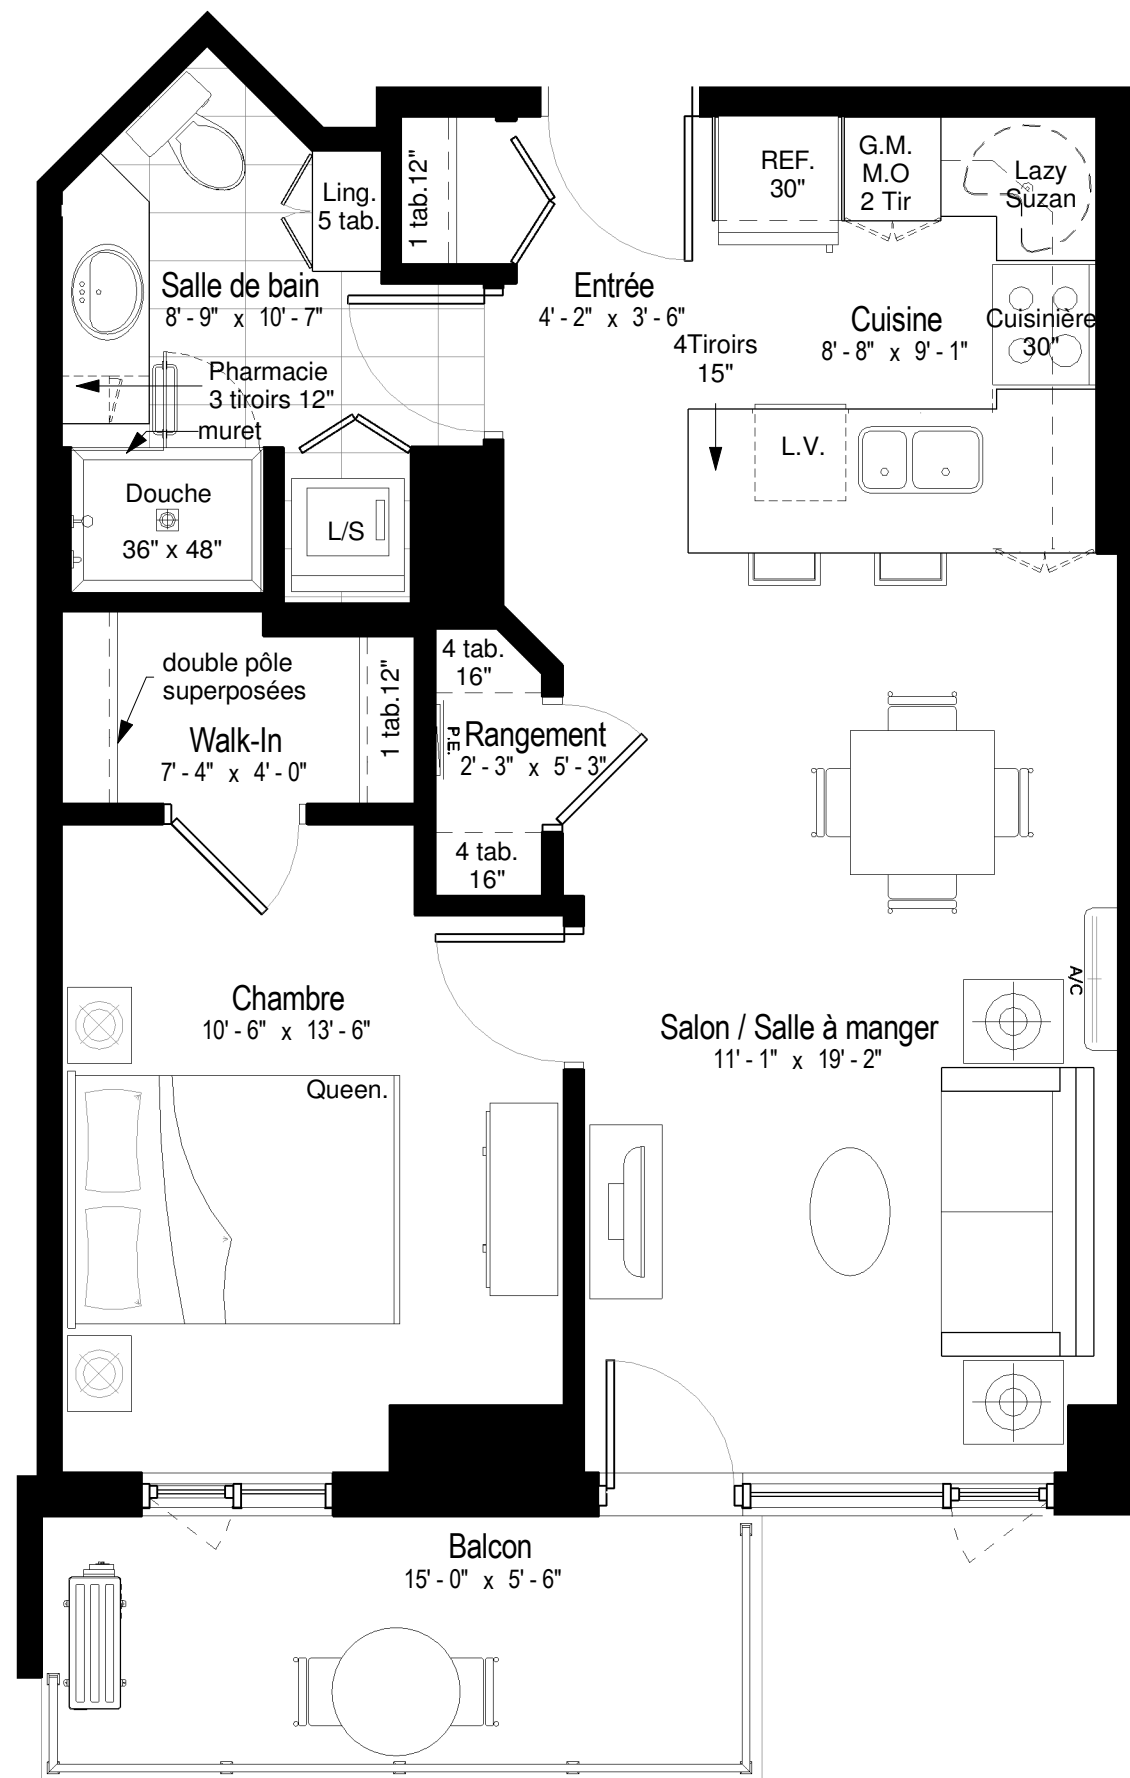 REF.
30"
G.M.
M.O
2 Tir
Lazy
Suzan
1 tab.12"
Ling.
5 tab.
Salle de bain
8' - 9" x 10' - 7"
Entrée
4' - 2" x 3' - 6"
Cuisine
8' - 8" x 9' - 1"
Cuisinière
30"
4Tiroirs
15"
Pharmacie
3 tiroirs 12"
muret
L.V.
Douche
36" x 48"
L/S
double pôle
superposées
1 tab.12"
Walk-In
7' - 4" x 4' - 0"
4 tab.
16"
P.E.
Rangement
2' - 3" x 5' - 3"
4 tab.
16"
A/C
Chambre
10' - 6" x 13' - 6"
Salon / Salle à manger
11' - 1" x 19' - 2"
Queen.
Balcon
15' - 0" x 5' - 6"